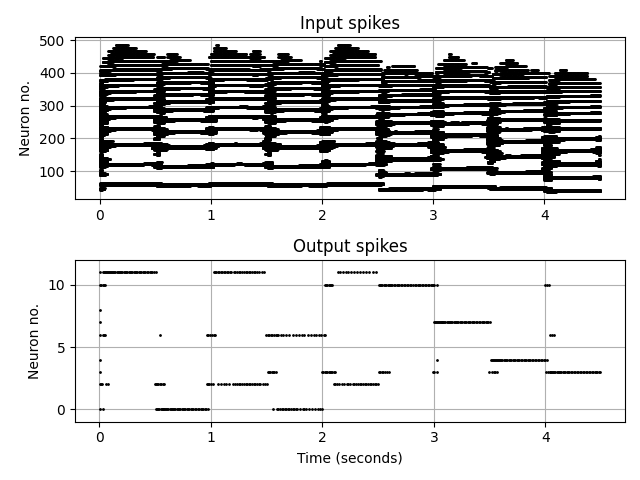 Input spikes
500
400
300
200
100
Neuron no.
0 1 2 3 4
Output spikes
10
5
0
Neuron no.
0 1 2 3 4
Time (seconds)